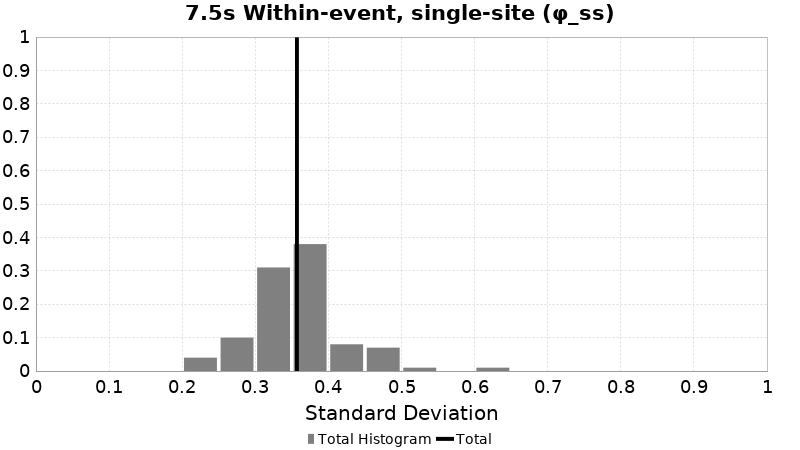 7.5s Within-event, single-site (φ_ss)
1
0.9
0.8
0.7
0.6
0.5
0.4
0.3
0.2
0.1
0
0 0.1 0.2 0.3 0.4 0.5 0.6 0.7 0.8 0.9 1
Standard Deviation
Total Histogram Total